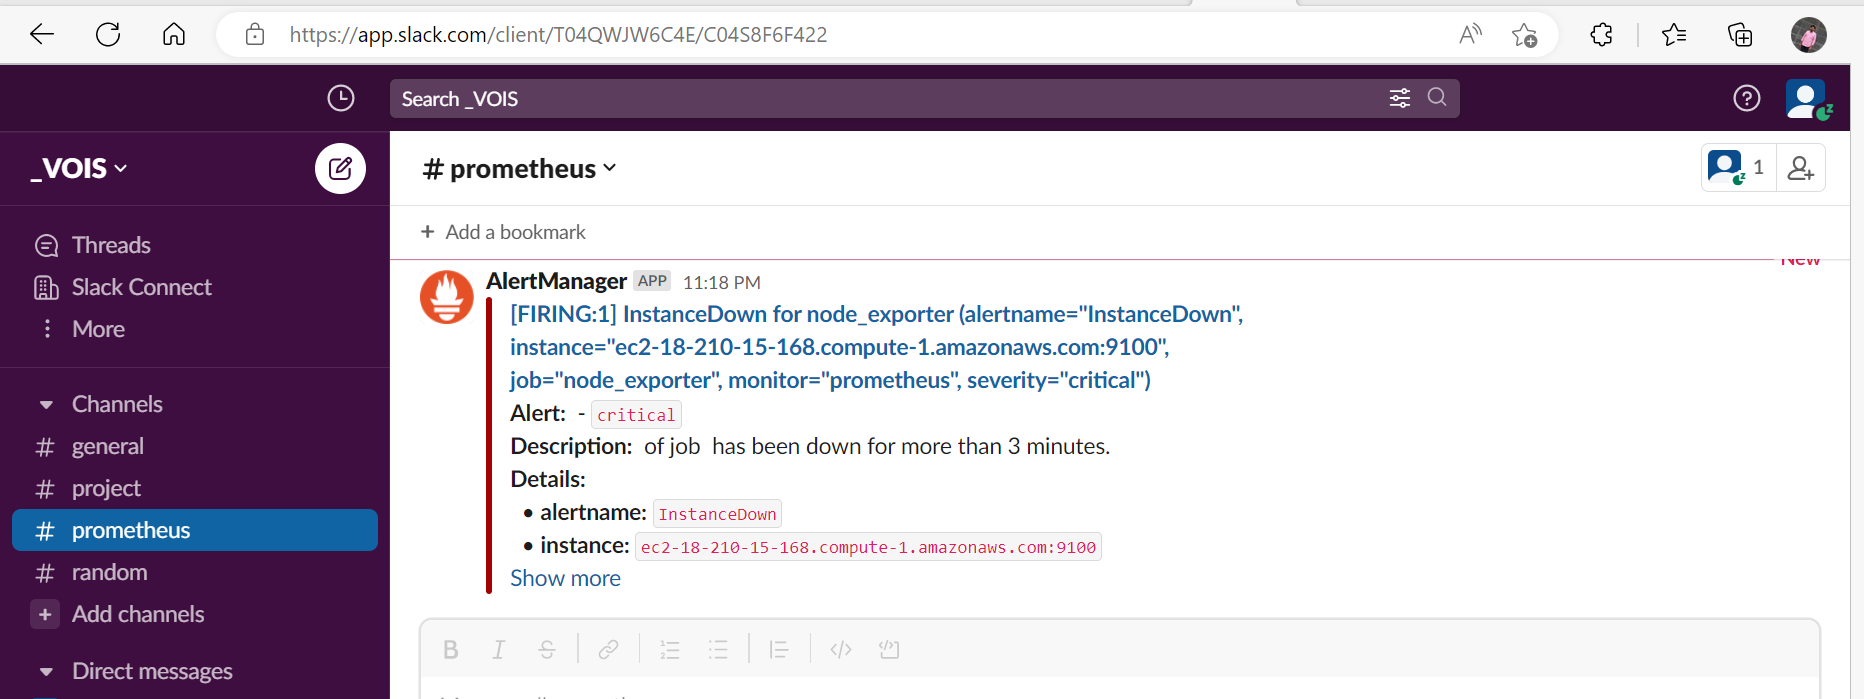 https://app.slack.com/client/T04QWJW6C4E/C04S8F6F422
Search _VOIS
_VOIS
# prometheus
1
Threads
Slack Connect
More
+ Add a bookmark
New
Channels
# general
# project
# prometheus
# random
+ Add channels
Direct messages
AlertManager APP 11:18 PM
[FIRING:1] InstanceDown for node_exporter (alertname="InstanceDown",
instance="ec2-18-210-15-168.compute-1.amazonaws.com:9100",
job="node_exporter", monitor="prometheus", severity="critical")
Alert: - critical
Description: of job has been down for more than 3 minutes.
Details:
• alertname: InstanceDown
• instance: ec2-18-210-15-168.compute-1.amazonaws.com:9100
Show more